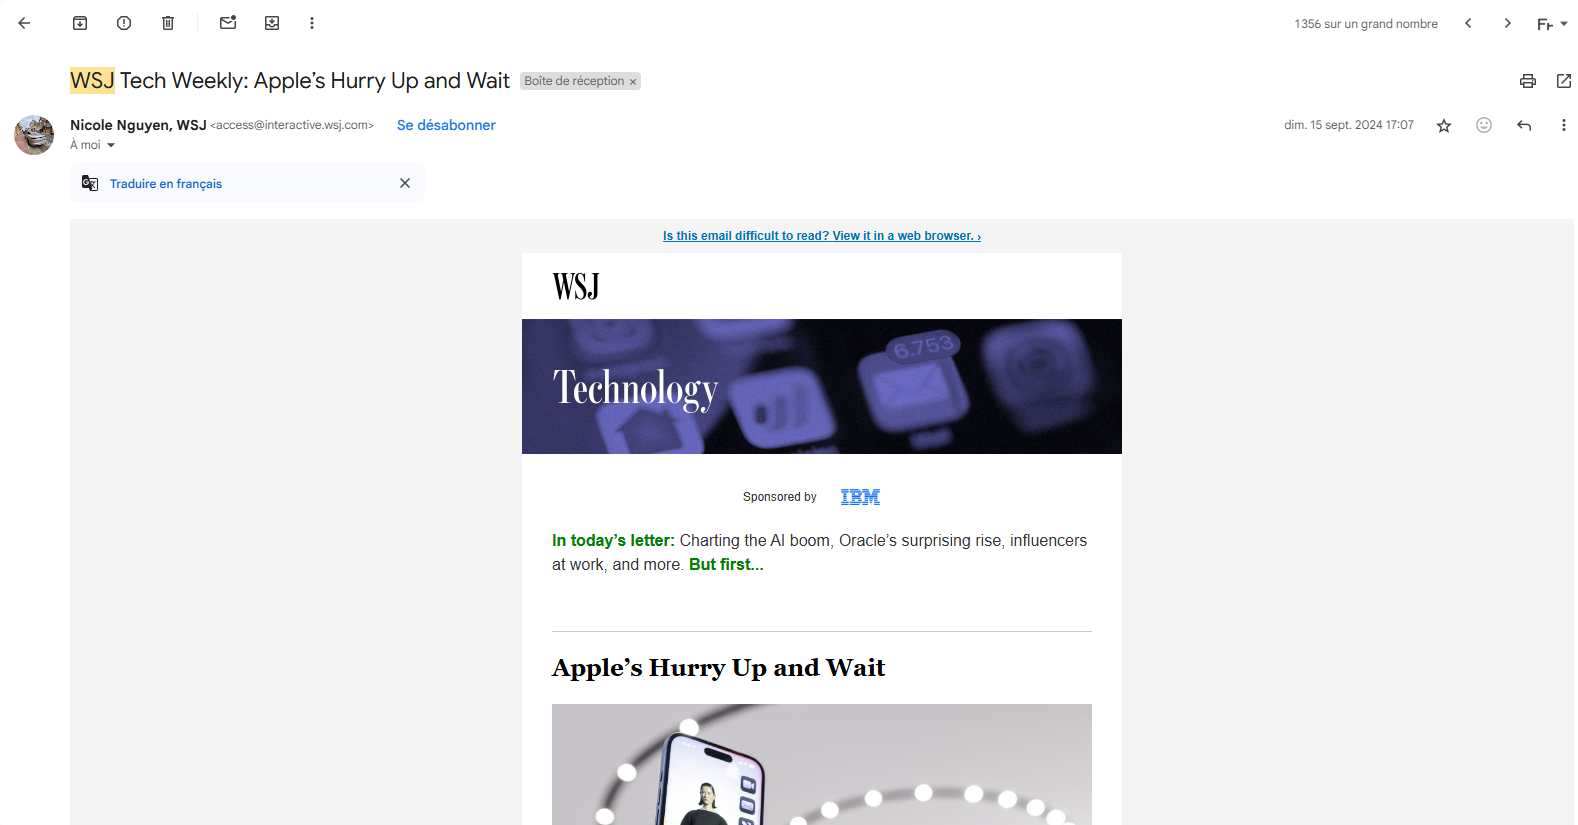 1 356 sur un grand nombre
Fr
WSJ Tech Weekly: Apple’s Hurry Up and Wait
Boîte de réception ×
Nicole Nguyen, WSJ <access@interactive.wsj.com> Se désabonner
dim. 15 sept. 2024 17:07
À moi
Traduire en français
Is this email difficult to read? View it in a web browser. ›
WSJ
6.753
Technology
Sponsored by IBM
In today’s letter: Charting the AI boom, Oracle’s surprising rise, influencers
at work, and more. But first...
Apple’s Hurry Up and Wait